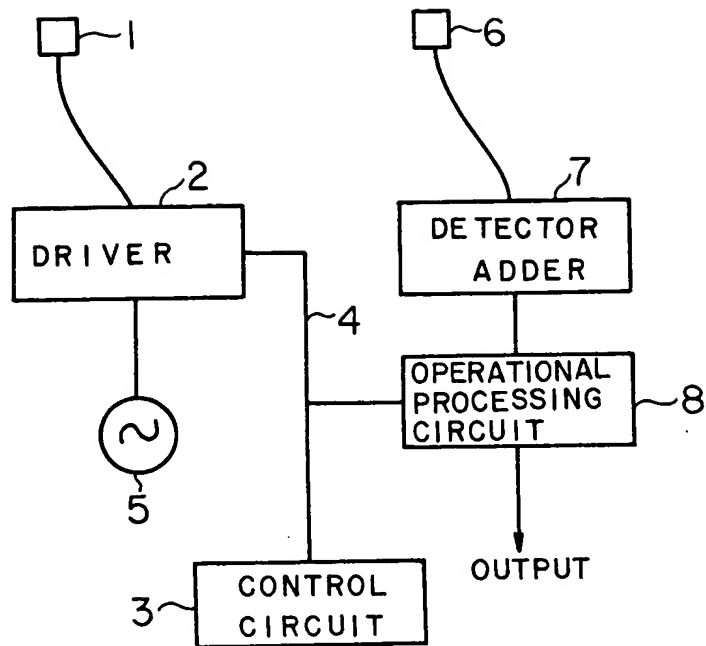 1
6
2
7
DRIVER
DETECTOR
ADDER
4
OPERATIONAL
PROCESSING
CIRCUIT
8
5
OUTPUT
3
CONTROL
CIRCUIT